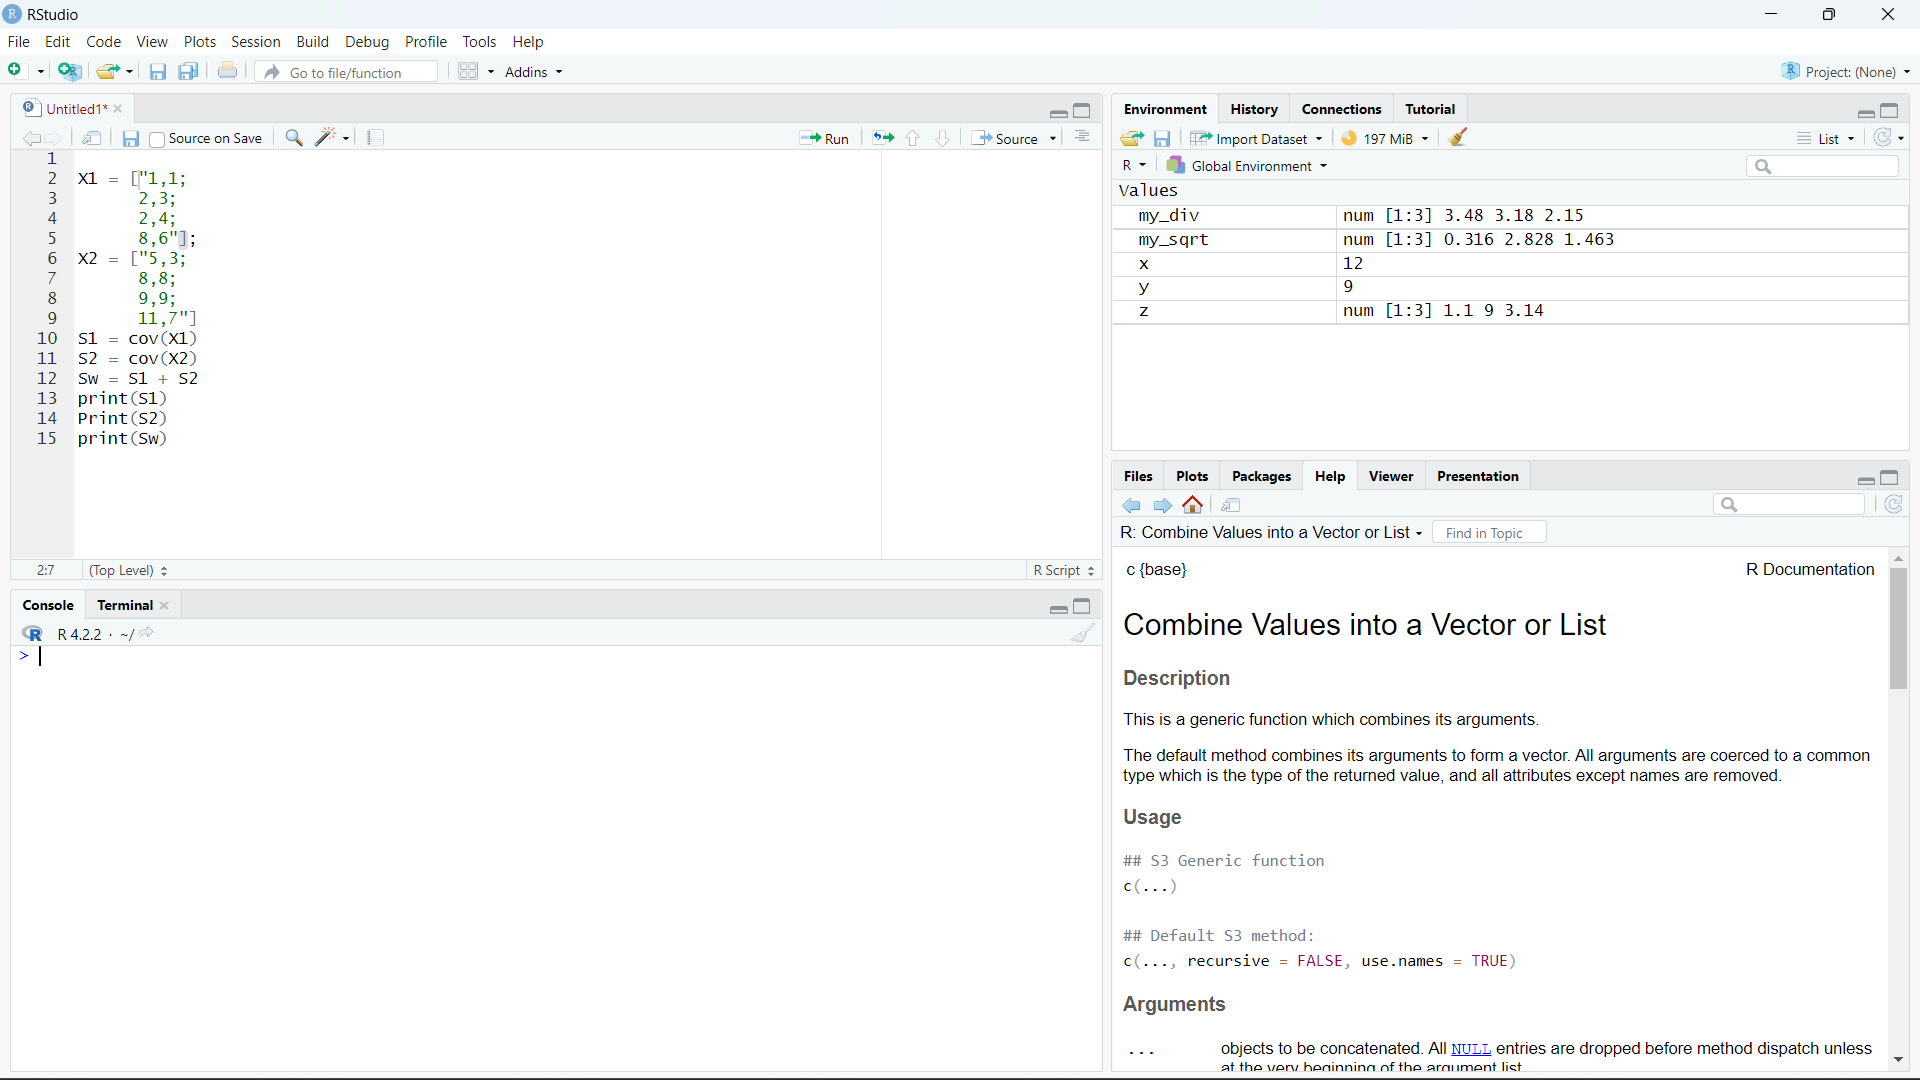 RStudio
File Edit Code View Plots Session Build Debug Profile Tools Help
Go to file/function Addins Project: (None)
Untitled1*
Source on Save Run Source
1
2 X1 = ["1,1;
3 2,3;
4 2,4;
5 8,6"];
6 X2 = ["5,3;
7 8,8;
8 9,9;
9 11,7"]
10 S1 = cov(X1)
11 S2 = cov(X2)
12 Sw = S1 + S2
13 print(S1)
14 Print(S2)
15 print(Sw)
2:7 (Top Level) R Script
Console Terminal
R 4.2.2 · ~/
>
Environment History Connections Tutorial
Import Dataset 197 MiB List
R Global Environment
Values
my_div num [1:3] 3.48 3.18 2.15
my_sqrt num [1:3] 0.316 2.828 1.463
x 12
y 9
z num [1:3] 1.1 9 3.14
Files Plots Packages Help Viewer Presentation
R: Combine Values into a Vector or List Find in Topic
c {base} R Documentation
Combine Values into a Vector or List
Description
This is a generic function which combines its arguments.
The default method combines its arguments to form a vector. All arguments are coerced to a common
type which is the type of the returned value, and all attributes except names are removed.
Usage
## S3 Generic function
c(...)
## Default S3 method:
c(..., recursive = FALSE, use.names = TRUE)
Arguments
... objects to be concatenated. All NULL entries are dropped before method dispatch unless
at the very beginning of the argument list